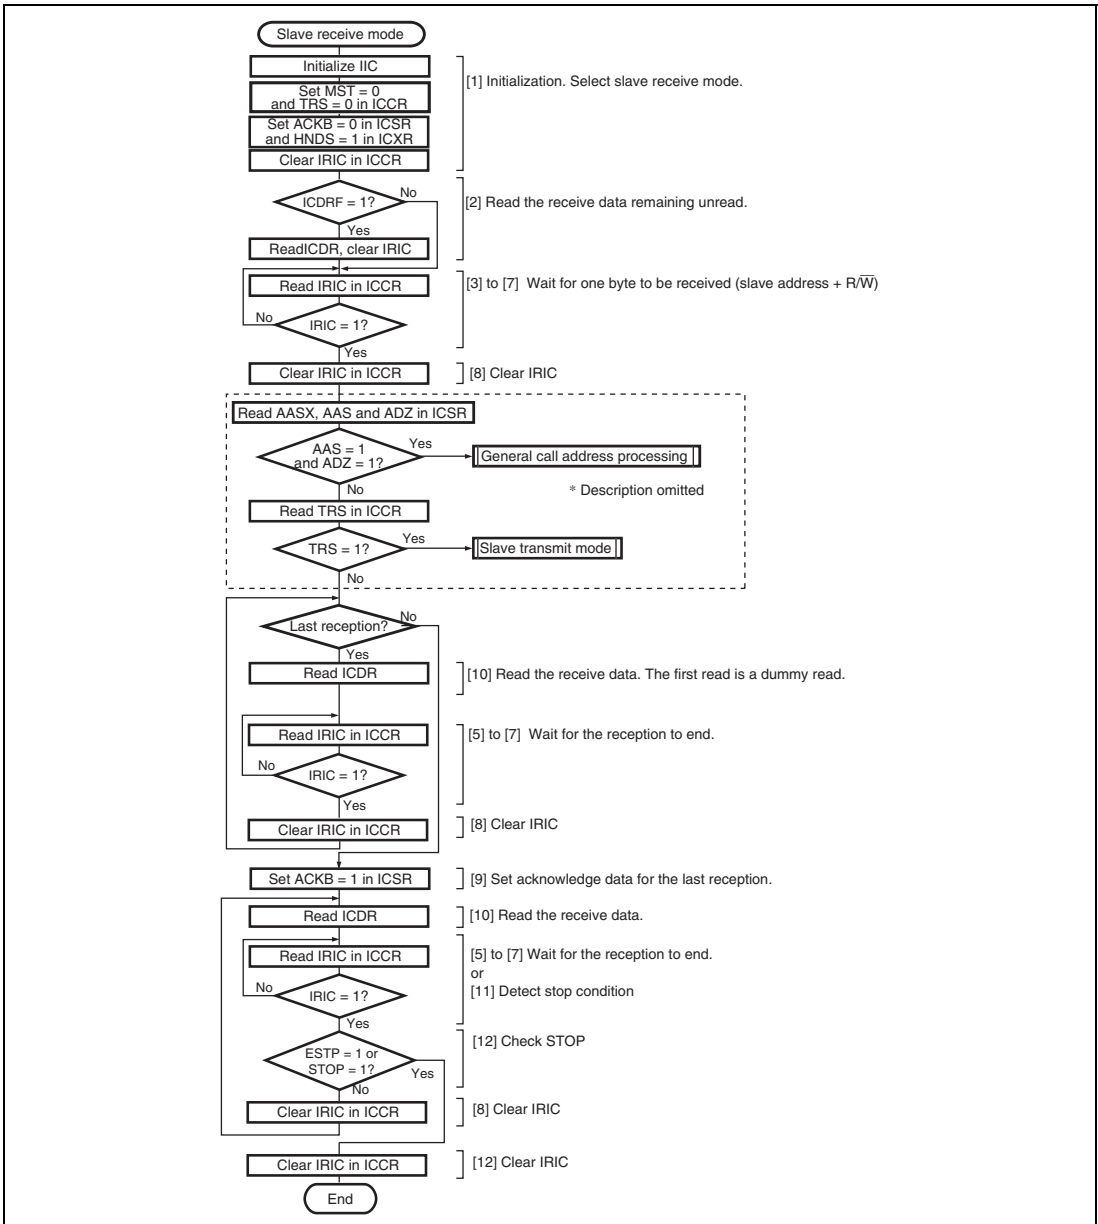 Slave receive mode
Initialize IIC
[1] Initialization. Select slave receive mode.
Set MST = 0
and TRS = 0 in ICCR
Set ACKB = 0 in ICSR
and HNDS = 1 in ICXR
Clear IRIC in ICCR
ICDRF = 1?
No
[2] Read the receive data remaining unread.
Yes
ReadICDR, clear IRIC
Read IRIC in ICCR
[3] to [7] Wait for one byte to be received (slave address + R/W̅)
No
IRIC = 1?
Yes
Clear IRIC in ICCR
[8] Clear IRIC
Read AASX, AAS and ADZ in ICSR
AAS = 1
and ADZ = 1?
Yes
General call address processing
No
* Description omitted
Read TRS in ICCR
TRS = 1?
Yes
Slave transmit mode
No
Last reception?
No
Yes
Read ICDR
[10] Read the receive data. The first read is a dummy read.
Read IRIC in ICCR
[5] to [7] Wait for the reception to end.
No
IRIC = 1?
Yes
Clear IRIC in ICCR
[8] Clear IRIC
Set ACKB = 1 in ICSR
[9] Set acknowledge data for the last reception.
Read ICDR
[10] Read the receive data.
Read IRIC in ICCR
[5] to [7] Wait for the reception to end.
or
[11] Detect stop condition
No
IRIC = 1?
Yes
ESTP = 1 or
STOP = 1?
[12] Check STOP
Yes
No
Clear IRIC in ICCR
[8] Clear IRIC
Clear IRIC in ICCR
[12] Clear IRIC
End